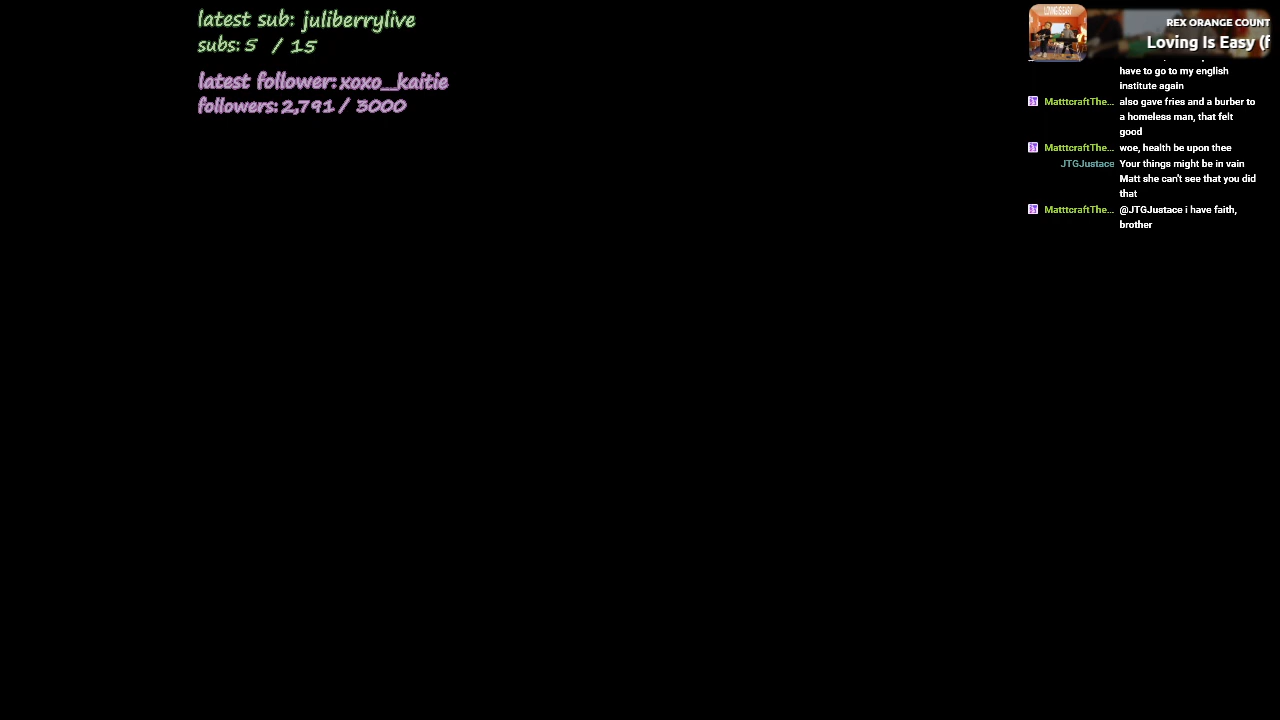 latest sub: juliberrylive
subs: 5 / 15
latest follower: xoxo__kaitie
followers: 2,791 / 3000
REX ORANGE COUNT
Loving Is Easy (f
have to go to my english
institute again
MatttcraftThe... also gave fries and a burber to
a homeless man, that felt
good
MatttcraftThe... woe, health be upon thee
JTGJustace Your things might be in vain
Matt she can't see that you did
that
MatttcraftThe... @JTGJustace i have faith,
brother